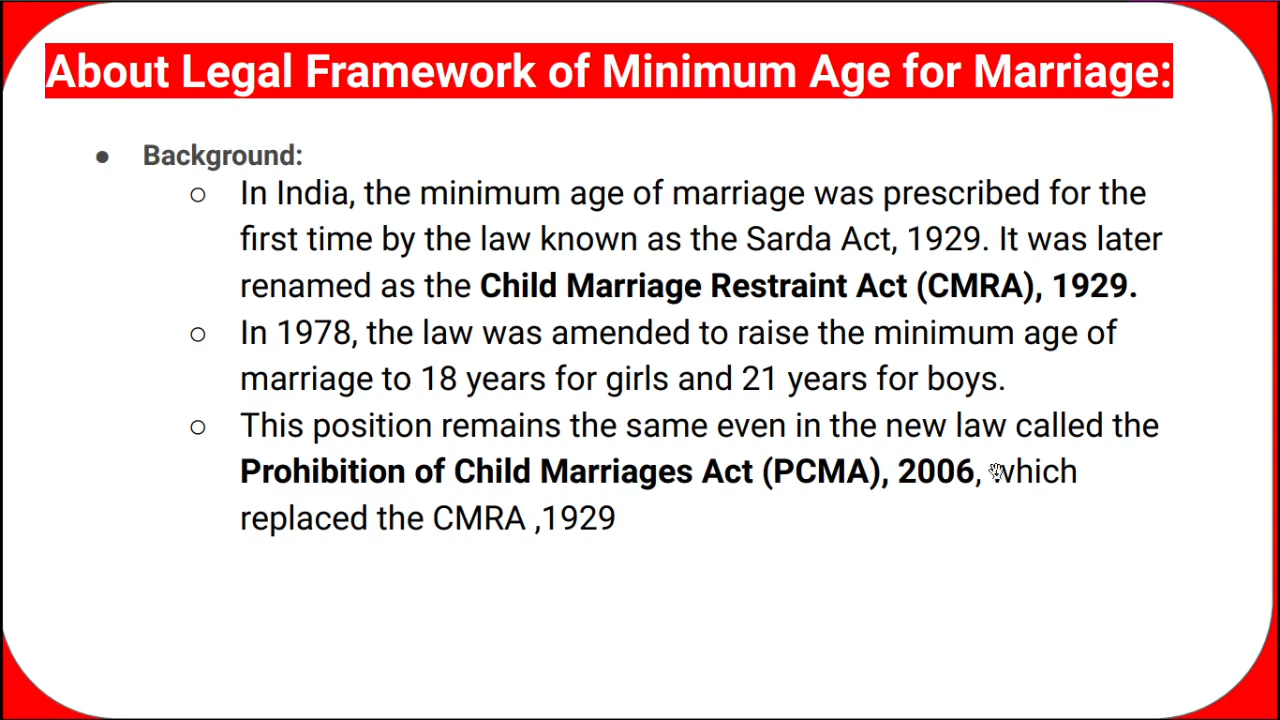 About Legal Framework of Minimum Age for Marriage:
● Background:
○ In India, the minimum age of marriage was prescribed for the
first time by the law known as the Sarda Act, 1929. It was later
renamed as the Child Marriage Restraint Act (CMRA), 1929.
○ In 1978, the law was amended to raise the minimum age of
marriage to 18 years for girls and 21 years for boys.
○ This position remains the same even in the new law called the
Prohibition of Child Marriages Act (PCMA), 2006, which
replaced the CMRA ,1929